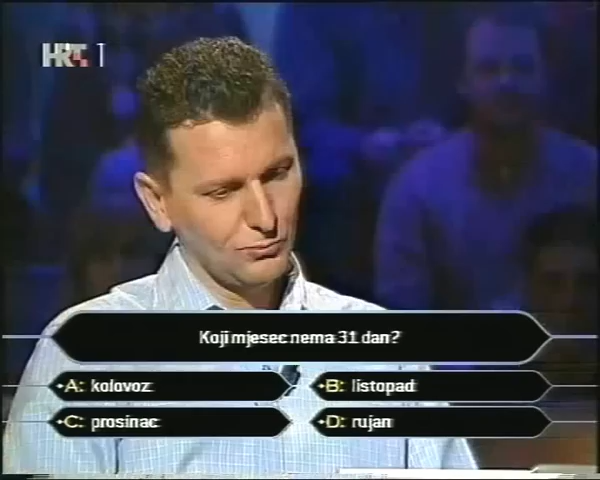 HRT 1
Koji mjesec nema 31 dan?
A: kolovoz
B: listopad
C: prosinac
D: rujan